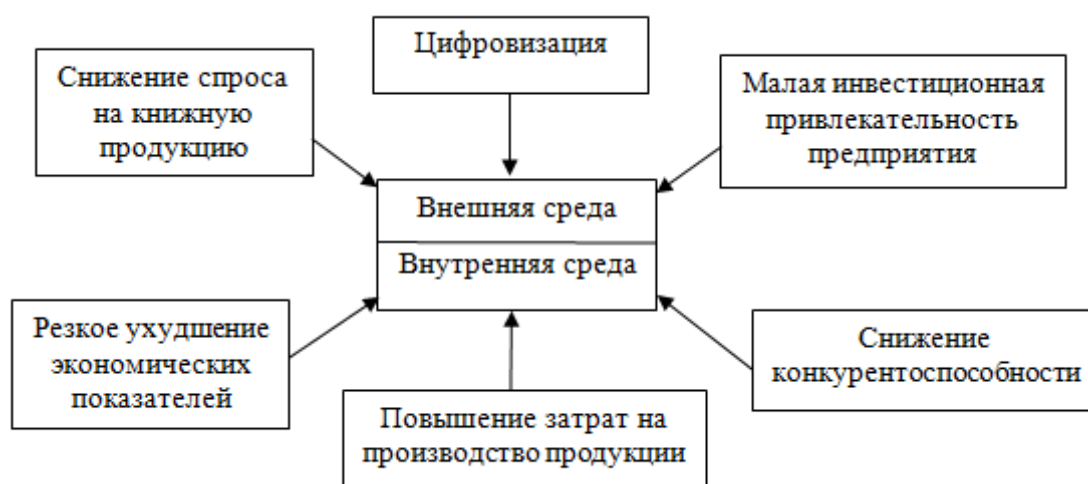 Цифровизация
Снижение спроса
на книжную
продукцию
Малая инвестиционная
привлекательность
предприятия
Внешняя среда
Внутренняя среда
Резкое ухудшение
экономических
показателей
Повышение затрат на
производство продукции
Снижение
конкурентоспособности